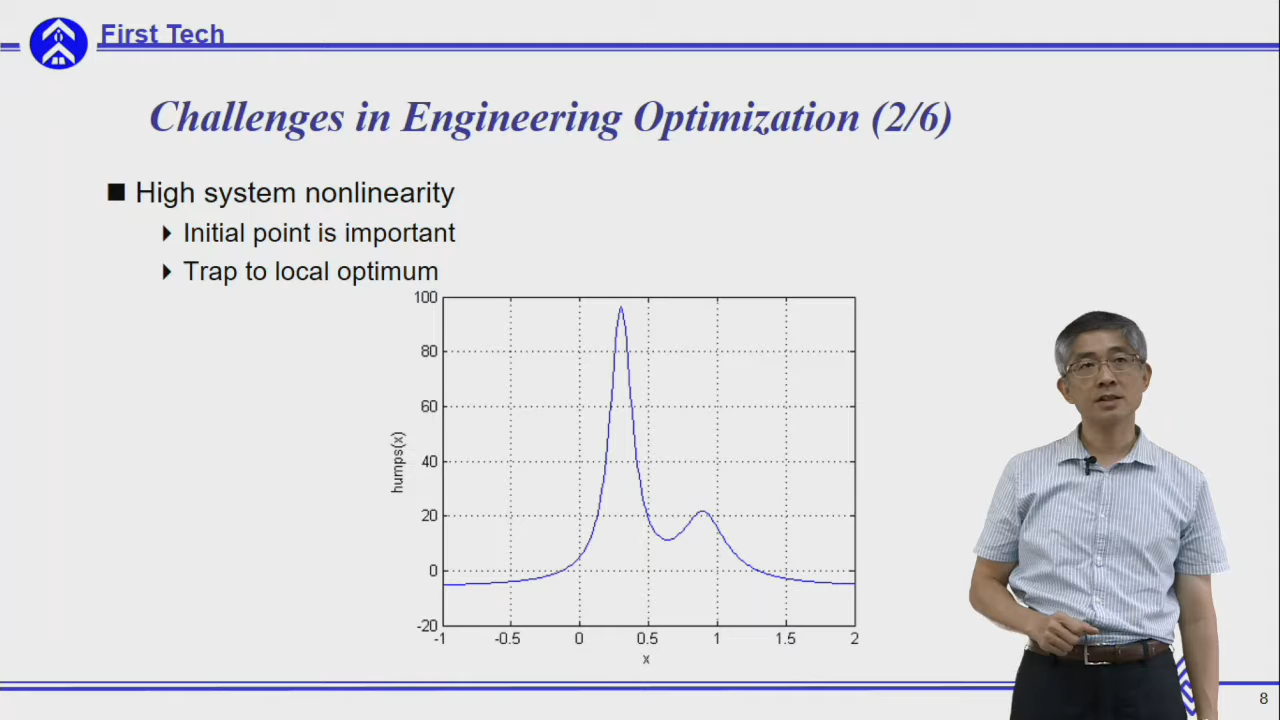 First Tech
Challenges in Engineering Optimization (2/6)
High system nonlinearity
Initial point is important
Trap to local optimum
100
80
60
40
20
0
-20
humps(x)
-1 -0.5 0 0.5 1 1.5 2
x
8